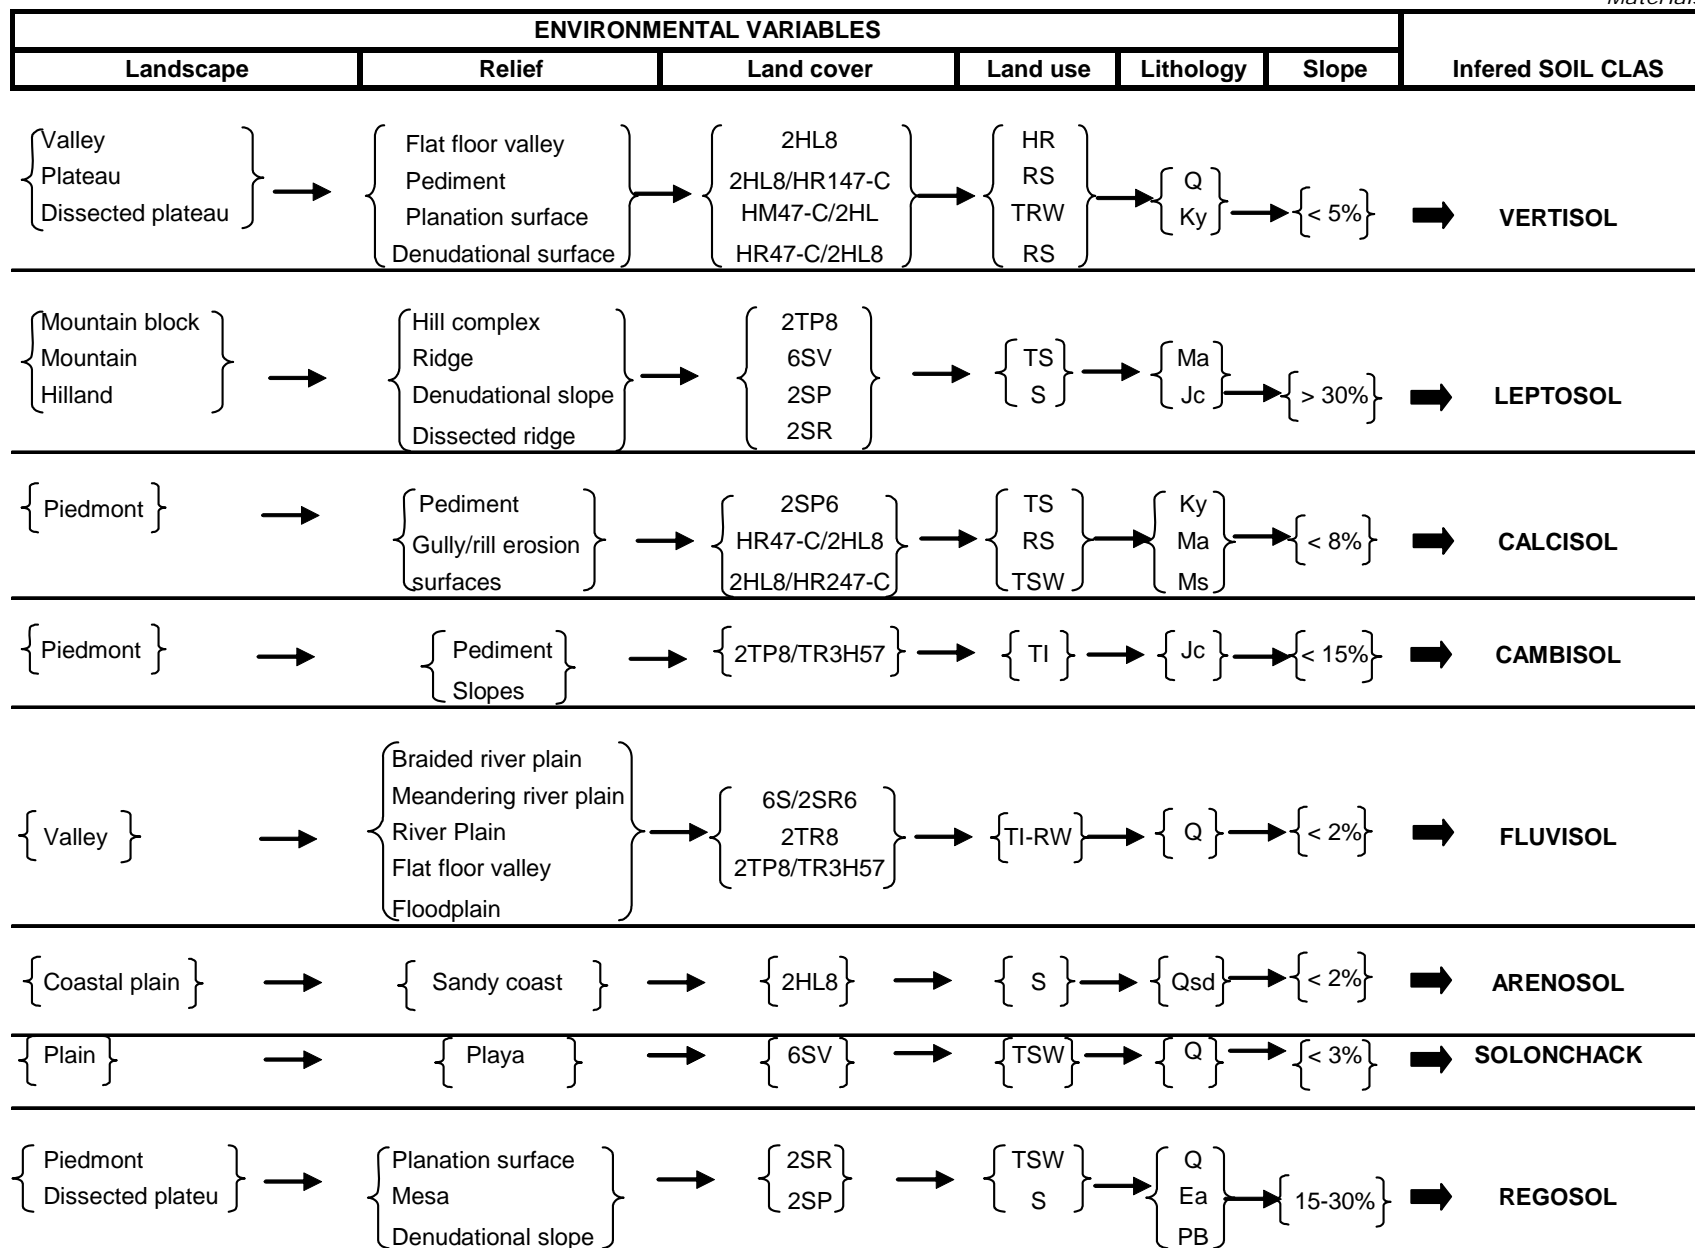 Materials
ENVIRONMENTAL VARIABLES
Landscape Relief Land cover Land use Lithology Slope Infered SOIL CLAS
Valley Flat floor valley 2HL8 HR
Plateau Pediment 2HL8/HR147-C RS Q
Dissected plateau Planation surface HM47-C/2HL TRW Ky < 5% VERTISOL
Denudational surface HR47-C/2HL8 RS
Mountain block Hill complex 2TP8
Mountain Ridge 6SV TS Ma
Hilland Denudational slope 2SP S Jc > 30% LEPTOSOL
Dissected ridge 2SR
Piedmont Pediment 2SP6 TS Ky
Gully/rill erosion HR47-C/2HL8 RS Ma < 8% CALCISOL
surfaces 2HL8/HR247-C TSW Ms
Piedmont Pediment 2TP8/TR3H57 TI Jc < 15% CAMBISOL
Slopes
Braided river plain
Meandering river plain 6S/2SR6
Valley River Plain 2TR8 TI-RW Q < 2% FLUVISOL
Flat floor valley 2TP8/TR3H57
Floodplain
Coastal plain Sandy coast 2HL8 S Qsd < 2% ARENOSOL
Plain Playa 6SV TSW Q < 3% SOLONCHACK
Piedmont Planation surface 2SR TSW Q
Dissected plateu Mesa 2SP S Ea 15-30% REGOSOL
Denudational slope PB